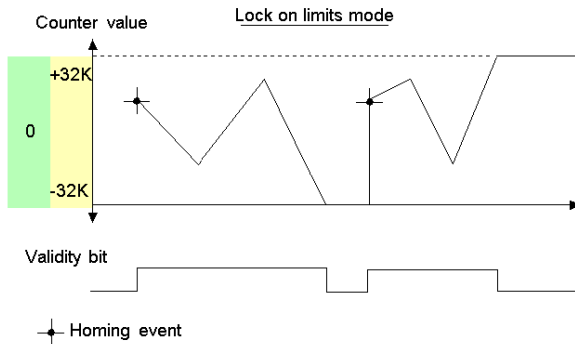 Lock on limits mode
Counter value
+32K
0
-32K
Validity bit
Homing event